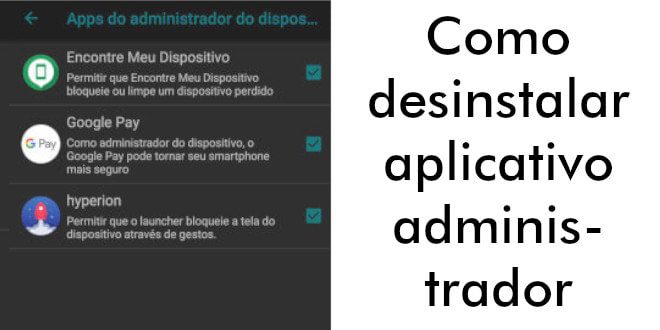 Apps do administrador do dispos...
Encontre Meu Dispositivo
Permitir que Encontre Meu Dispositivo
bloqueie ou limpe um dispositivo perdido
G Pay
Google Pay
Como administrador do dispositivo, o
Google Pay pode tornar seu smartphone
mais seguro
hyperion
Permitir que o launcher bloqueie a tela do
dispositivo através de gestos.
Como
desinstalar
aplicativo
adminis-
trador